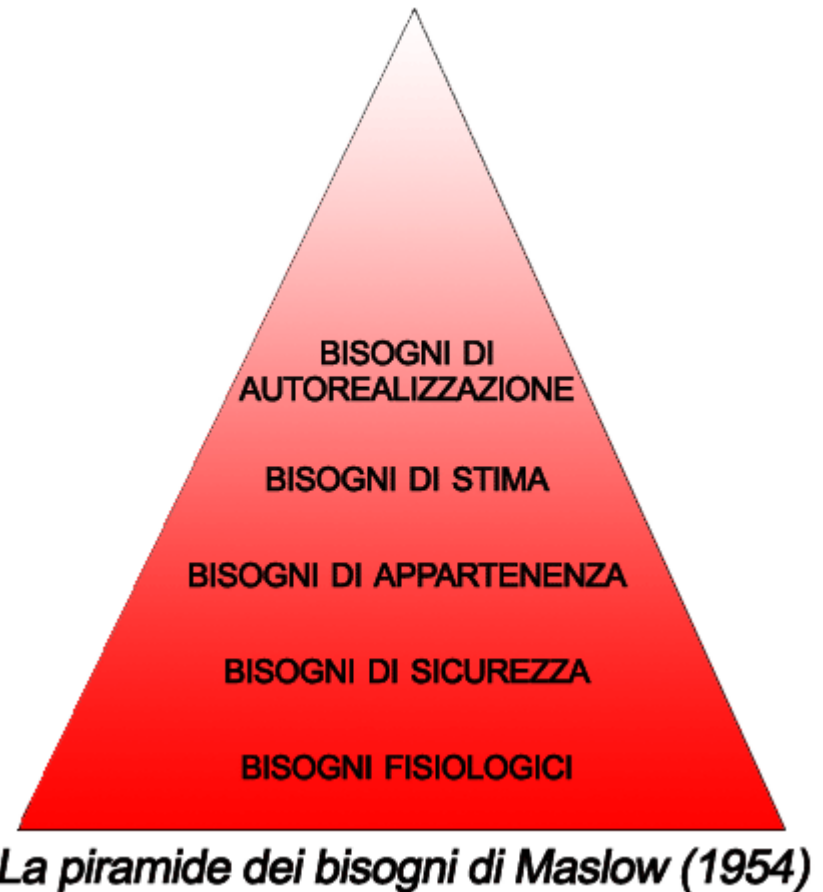 BISOGNI DI
AUTOREALIZZAZIONE
BISOGNI DI STIMA
BISOGNI DI APPARTENENZA
BISOGNI DI SICUREZZA
BISOGNI FISIOLOGICI
La piramide dei bisogni di Maslow (1954)